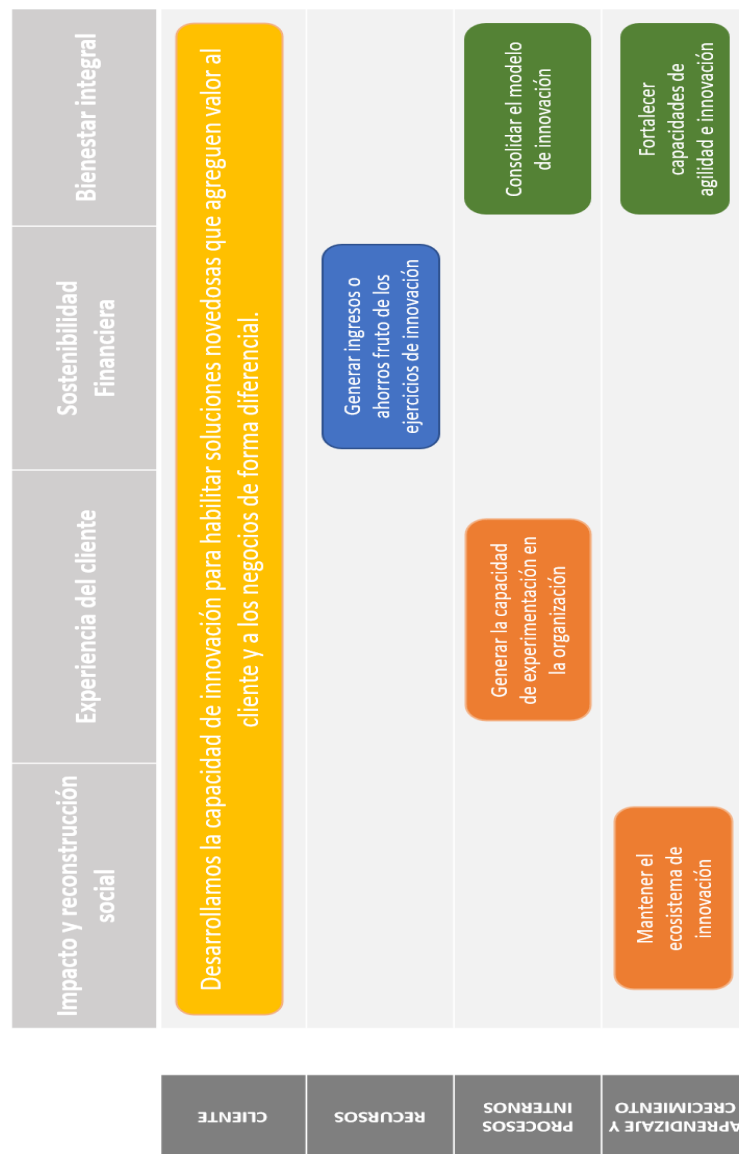 Impacto y reconstrucción
social
Experiencia del cliente
Sostenibilidad
Financiera
Bienestar integral
CLIENTE
Desarrollamos la capacidad de innovación para habilitar soluciones novedosas que agreguen valor al
cliente y a los negocios de forma diferencial.
RECURSOS
Generar ingresos o
ahorros fruto de los
ejercicios de innovación
PROCESOS
INTERNOS
Generar la capacidad
de experimentación en
la organización
Consolidar el modelo
de innovación
APRENDIZAJE Y
CRECIMIENTO
Mantener el
ecosistema de
innovación
Fortalecer
capacidades de
agilidad e innovación